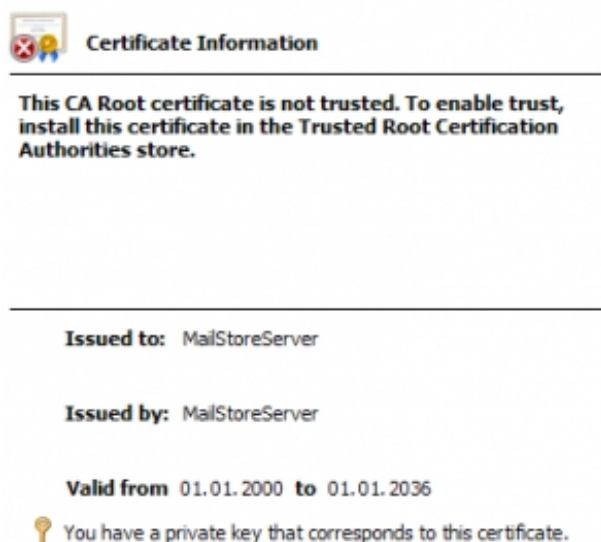 Certificate Information
This CA Root certificate is not trusted. To enable trust,
install this certificate in the Trusted Root Certification
Authorities store.
Issued to: MailStoreServer
Issued by: MailStoreServer
Valid from 01.01.2000 to 01.01.2036
You have a private key that corresponds to this certificate.